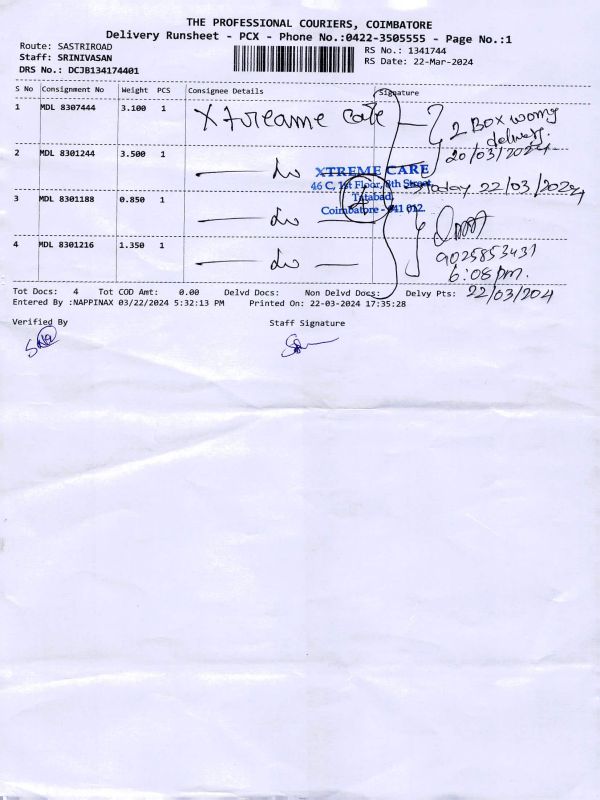 THE PROFESSIONAL COURIERS, COIMBATORE
Delivery Runsheet - PCX - Phone No.:0422-3505555 - Page No.:1
Route: SASTRIROAD
Staff: SRINIVASAN
DRS No.: DCJB134174401
RS No.: 1341744
RS Date: 22-Mar-2024
S No Consignment No Weight PCS Consignee Details Signature
1 MDL 8307444 3.100 1 Xtreame care
2 Box wrong
delivery.
20/03/2024
2 MDL 8301244 3.500 1 do
XTREME CARE
46 C, 1st Floor, 8th Street,
Tatabad,
Coimbatore - 641 012.
4
Today 22/03/2024
3 MDL 8301188 0.850 1 do
4 MDL 8301216 1.350 1 do
9025853431
6:08 pm.
22/03/2024
Tot Docs: 4 Tot COD Amt: 0.00 Delvd Docs: Non Delvd Docs: Delvy Pts:
Entered By :NAPPINAX 03/22/2024 5:32:13 PM Printed On: 22-03-2024 17:35:28
Verified By Staff Signature